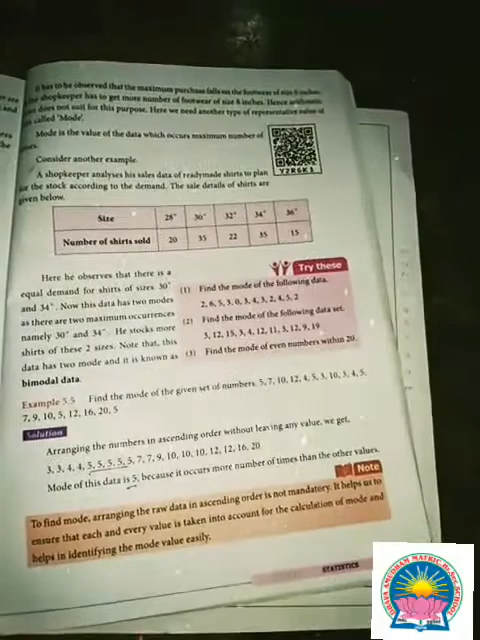 It has to be observed that the maximum purchase falls on the footwear of size 8 inches.
the shopkeeper has to get more number of footwear of size 8 inches. Hence arithmetic
does not suit for this purpose. Here we need another type of representative value of
called 'Mode'.
Mode is the value of the data which occurs maximum number of
Consider another example.
A shopkeeper analyses his sales data of readymade shirts to plan
for the stock according to the demand. The sale details of shirts are
given below.
YZR6K1
Size 28" 30" 32" 34" 36"
Number of shirts sold 20 35 22 35 15
Here he observes that there is a
equal demand for shirts of sizes 30"
and 34". Now this data has two modes
as there are two maximum occurrences
namely 30" and 34". He stocks more
shirts of these 2 sizes. Note that, this
data has two mode and it is known as
bimodal data.
Try these
(1) Find the mode of the following data.
2, 6, 5, 3, 0, 3, 4, 3, 2, 4, 5, 2
(2) Find the mode of the following data set.
3, 12, 15, 3, 4, 12, 11, 3, 12, 9, 19
(3) Find the mode of even numbers within 20.
Example 5.5 Find the mode of the given set of numbers. 5, 7, 10, 12, 4, 5, 3, 10, 3, 4, 5,
7, 9, 10, 5, 12, 16, 20, 5
Solution
Arranging the numbers in ascending order without leaving any value, we get,
3, 3, 4, 4, 5, 5, 5, 5, 5, 7, 7, 9, 10, 10, 10, 12, 12, 16, 20
Mode of this data is 5, because it occurs more number of times than the other values.
Note
To find mode, arranging the raw data in ascending order is not mandatory. It helps us to
ensure that each and every value is taken into account for the calculation of mode and
helps in identifying the mode value easily.
STATISTICS